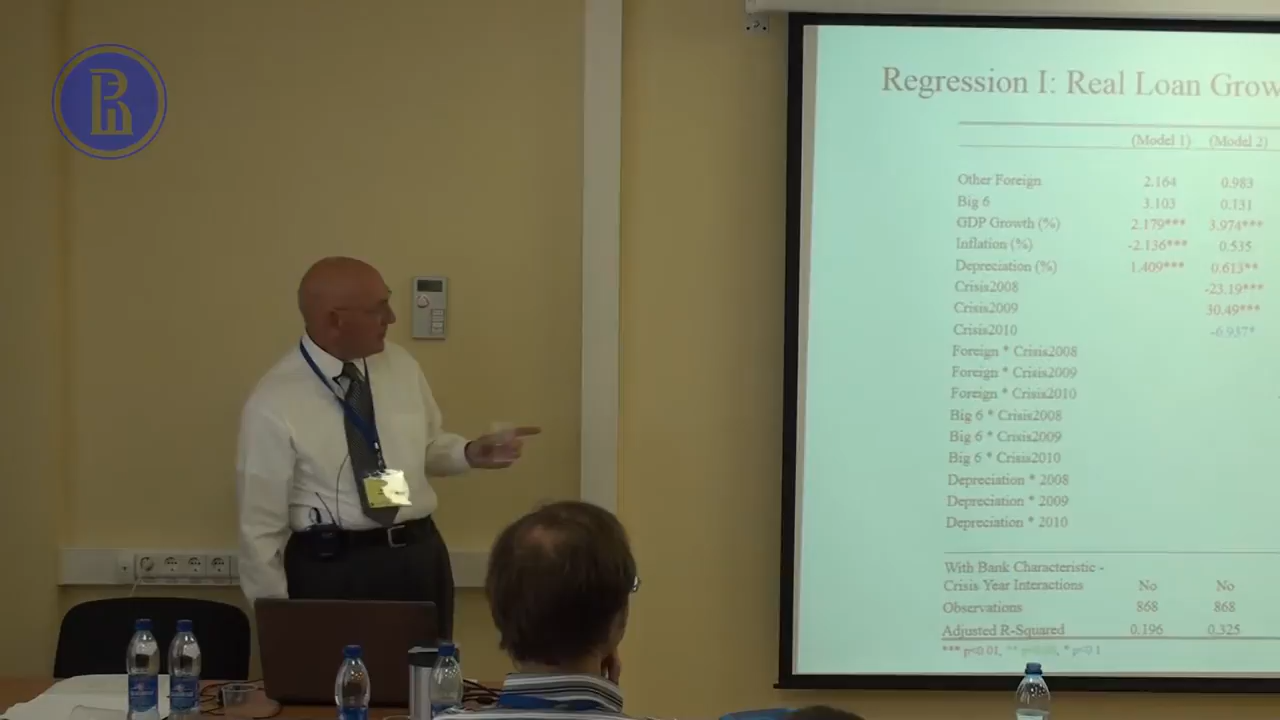 Regression I: Real Loan Grow
(Model 1) (Model 2)
Other Foreign 2.164 0.983
Big 6 3.103 0.131
GDP Growth (%) 2.179*** 3.974***
Inflation (%) -2.136*** 0.535
Depreciation (%) 1.409*** 0.613**
Crisis2008 -23.19***
Crisis2009 30.49***
Crisis2010 -6.937*
Foreign * Crisis2008
Foreign * Crisis2009
Foreign * Crisis2010
Big 6 * Crisis2008
Big 6 * Crisis2009
Big 6 * Crisis2010
Depreciation * 2008
Depreciation * 2009
Depreciation * 2010
With Bank Characteristic -
Crisis Year Interactions No No
Observations 868 868
Adjusted R-Squared 0.196 0.325
*** p<0.01, ** p<0.05, * p<0.1